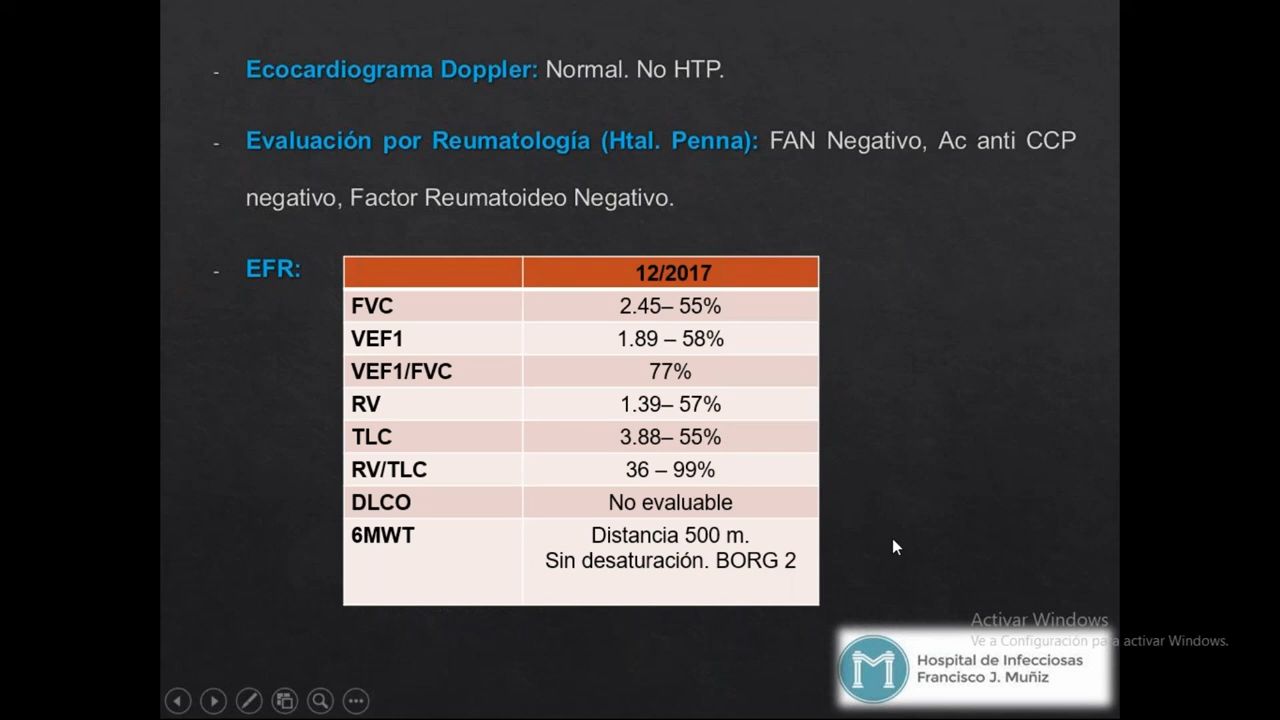 - Ecocardiograma Doppler: Normal. No HTP.
- Evaluación por Reumatología (Htal. Penna): FAN Negativo, Ac anti CCP
negativo, Factor Reumatoideo Negativo.
- EFR:
12/2017
FVC 2.45– 55%
VEF1 1.89 – 58%
VEF1/FVC 77%
RV 1.39– 57%
TLC 3.88– 55%
RV/TLC 36 – 99%
DLCO No evaluable
6MWT Distancia 500 m.
Sin desaturación. BORG 2
Activar Windows
Ve a Configuración para activar Windows.
Hospital de Infecciosas
Francisco J. Muñiz